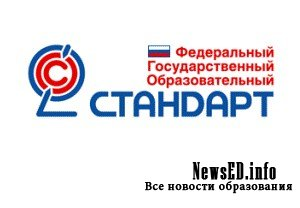 Федеральный
Государственный
Образовательный
СТАНДАРТ
NewsED.info
Все новости образования